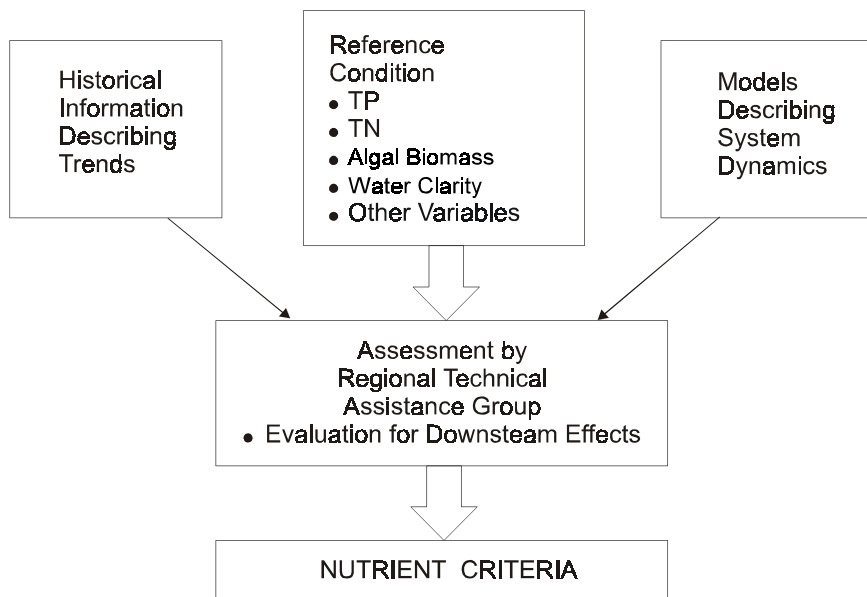 Historical
Information
Describing
Trends
Reference
Condition
• TP
• TN
• Algal Biomass
• Water Clarity
• Other Variables
Models
Describing
System
Dynamics
Assessment by
Regional Technical
Assistance Group
• Evaluation for Downsteam Effects
NUTRIENT CRITERIA